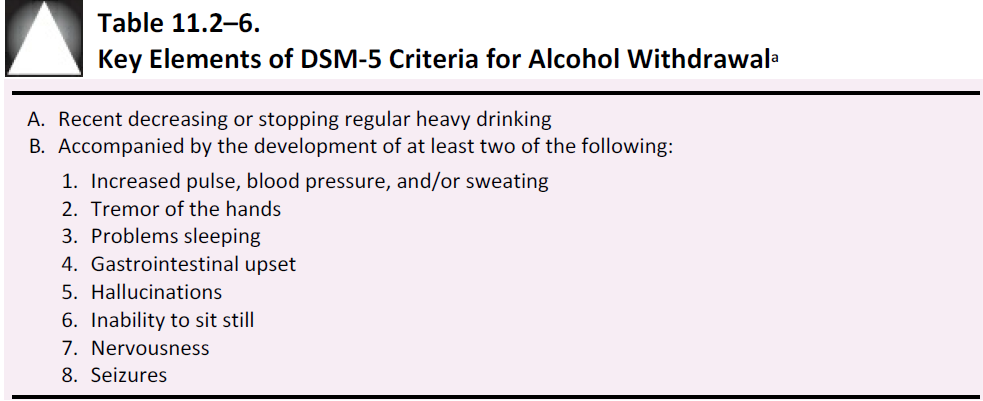 Table 11.2–6.
Key Elements of DSM-5 Criteria for Alcohol Withdrawalᵃ
A. Recent decreasing or stopping regular heavy drinking
B. Accompanied by the development of at least two of the following:
1. Increased pulse, blood pressure, and/or sweating
2. Tremor of the hands
3. Problems sleeping
4. Gastrointestinal upset
5. Hallucinations
6. Inability to sit still
7. Nervousness
8. Seizures